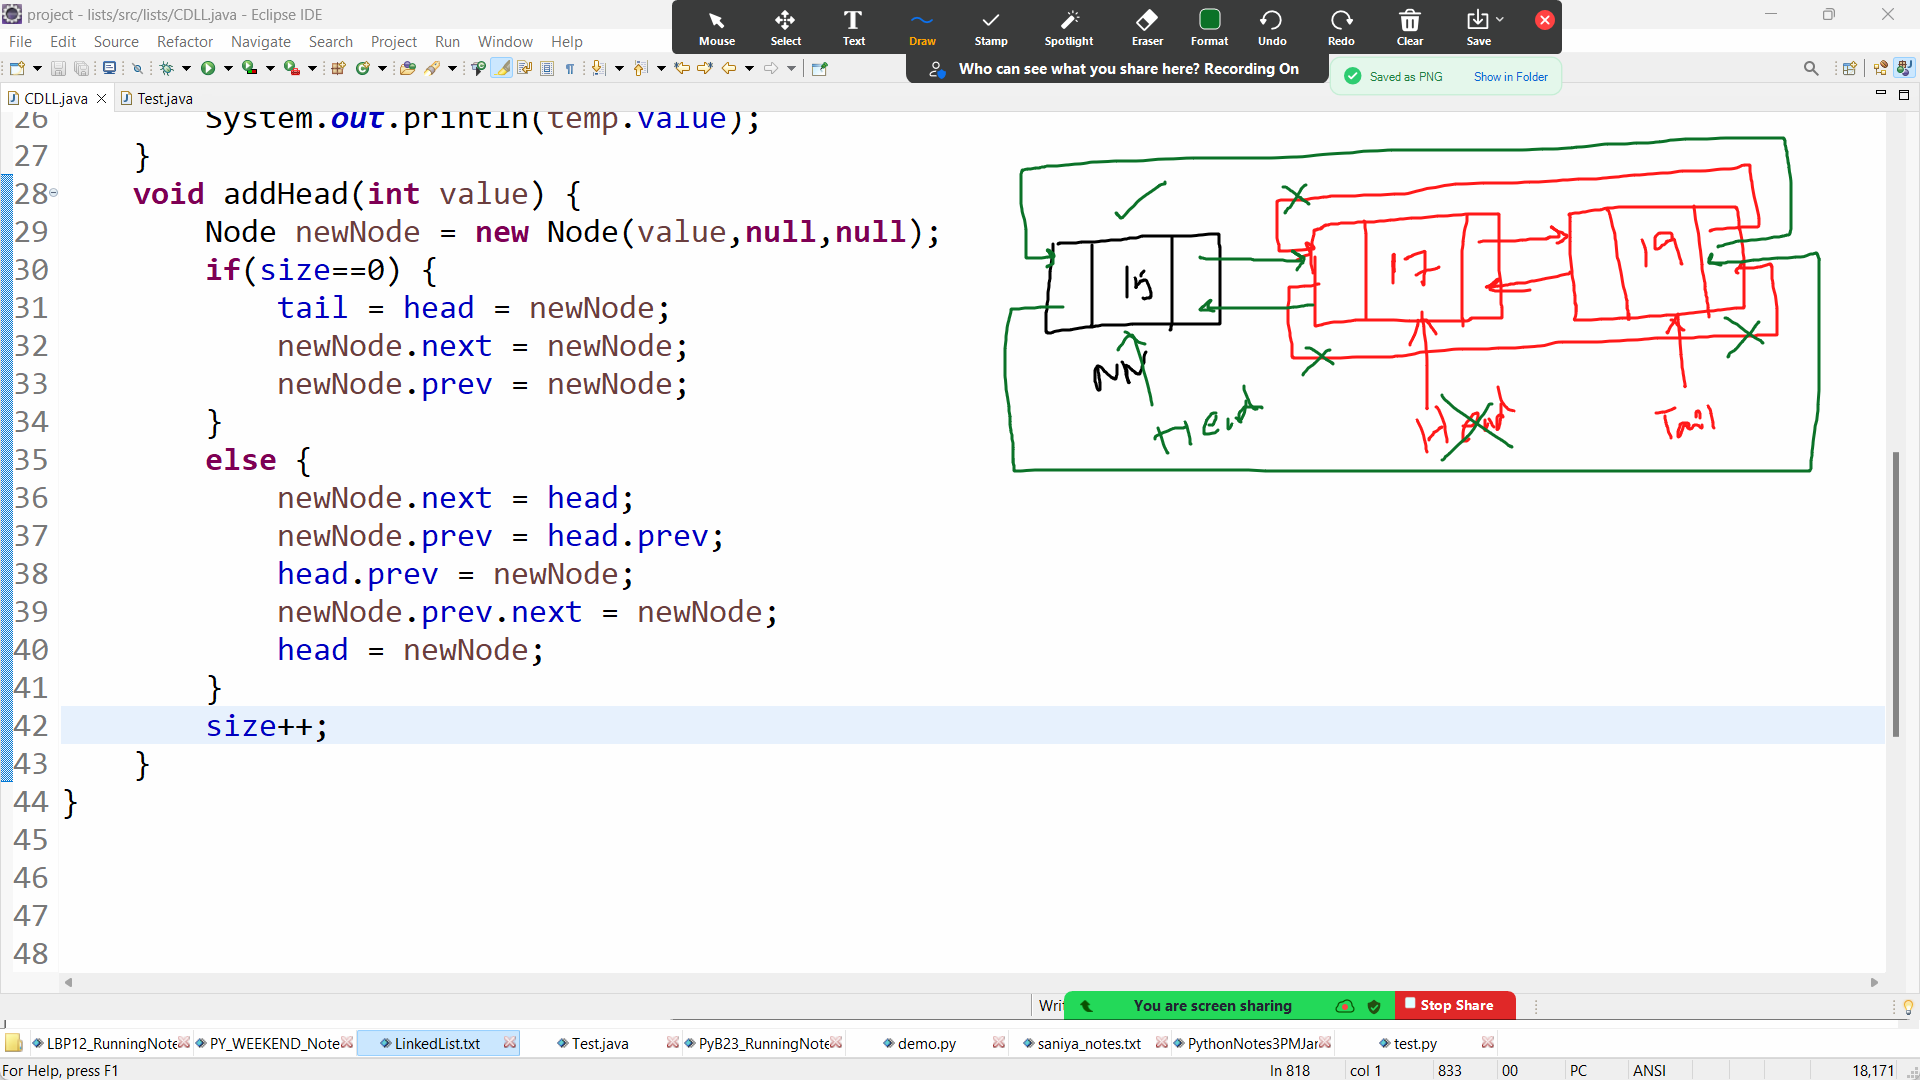 project - lists/src/lists/CDLL.java - Eclipse IDE
File Edit Source Refactor Navigate Search Project Run Window Help
Mouse Select Text Draw Stamp Spotlight Eraser Format Undo Redo Clear Save
Who can see what you share here? Recording On
Saved as PNG Show in Folder
CDLL.java Test.java
26 System.out.println(temp.value);
27 }
28 void addHead(int value) {
29 Node newNode = new Node(value,null,null);
30 if(size==0) {
31 tail = head = newNode;
32 newNode.next = newNode;
33 newNode.prev = newNode;
34 }
35 else {
36 newNode.next = head;
37 newNode.prev = head.prev;
38 head.prev = newNode;
39 newNode.prev.next = newNode;
40 head = newNode;
41 }
42 size++;
43 }
44 }
45
46
47
48
15 17 19
NN
Head Head Tail
Writ
You are screen sharing Stop Share
LBP12_RunningNote PY_WEEKEND_Note LinkedList.txt Test.java PyB23_RunningNote demo.py saniya_notes.txt PythonNotes3PMJar test.py
For Help, press F1 ln 818 col 1 833 00 PC ANSI 18,171